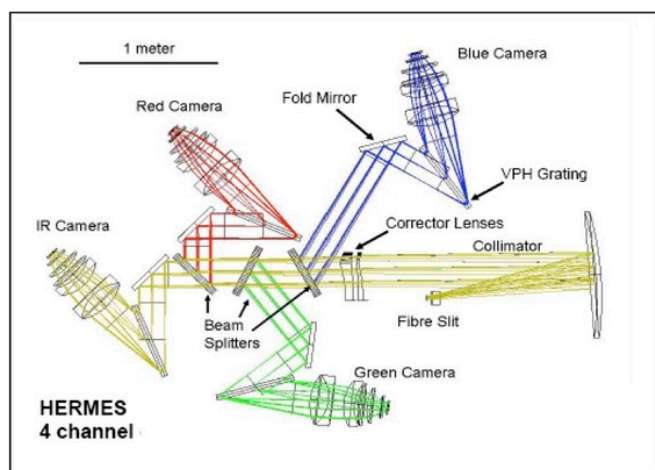 1 meter
Blue Camera
Fold Mirror
Red Camera
VPH Grating
Corrector Lenses
IR Camera
Collimator
Beam
Splitters
Fibre Slit
Green Camera
HERMES
4 channel